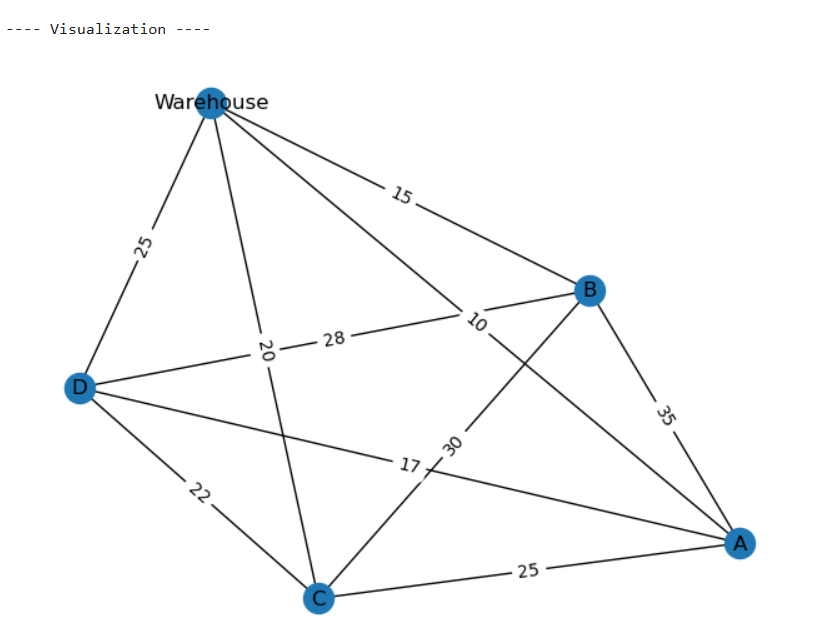 ---- Visualization ----
Warehouse
15
25
B
10
28
20
D
35
30
17
22
A
25
C